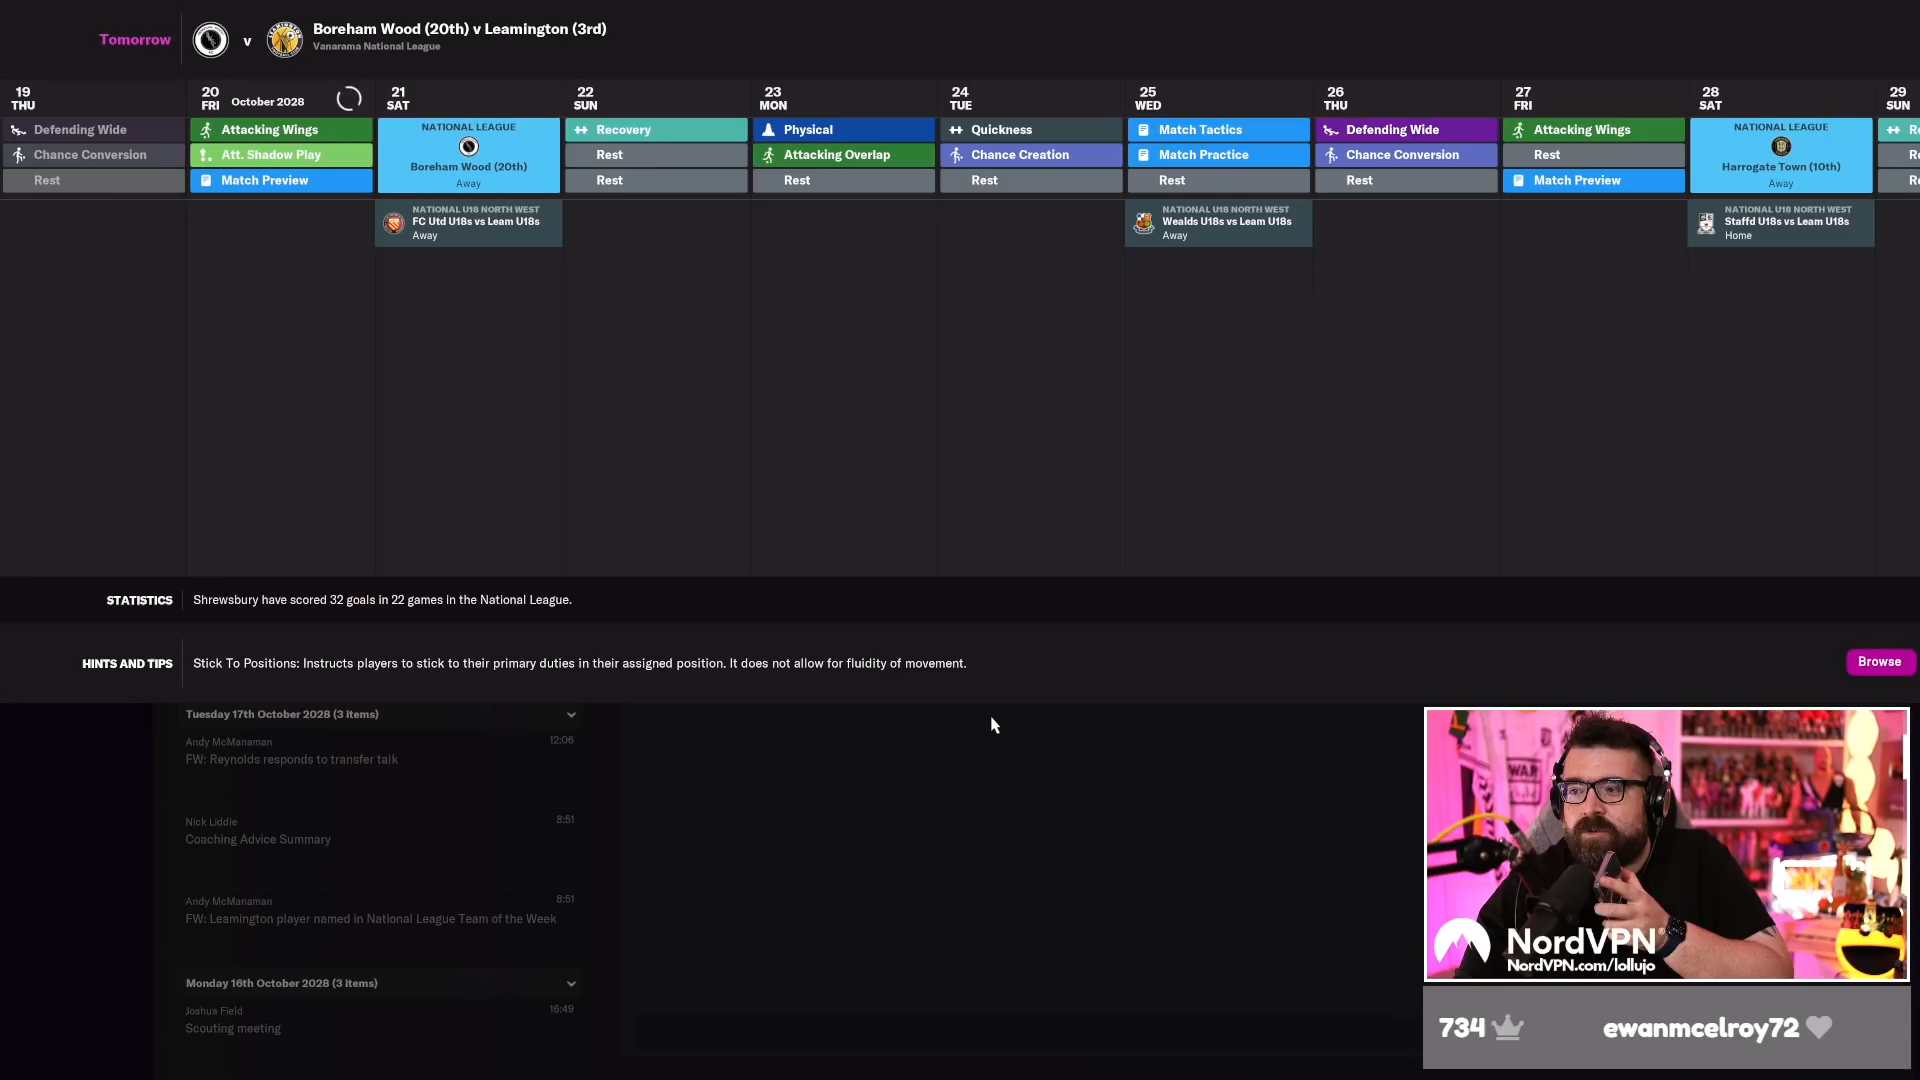 Tomorrow
v
Boreham Wood (20th) v Leamington (3rd)
Vanarama National League
19
THU
20
FRI
October 2028
21
SAT
22
SUN
23
MON
24
TUE
25
WED
26
THU
27
FRI
28
SAT
29
SUN
Defending Wide
Chance Conversion
Rest
Attacking Wings
Att. Shadow Play
Match Preview
NATIONAL LEAGUE
Boreham Wood (20th)
Away
Recovery
Rest
Rest
Physical
Attacking Overlap
Rest
Quickness
Chance Creation
Rest
Match Tactics
Match Practice
Rest
Defending Wide
Chance Conversion
Rest
Attacking Wings
Rest
Match Preview
NATIONAL LEAGUE
Harrogate Town (10th)
Away
NATIONAL U18 NORTH WEST
FC Utd U18s vs Leam U18s
Away
NATIONAL U18 NORTH WEST
Wealds U18s vs Leam U18s
Away
NATIONAL U18 NORTH WEST
Staffd U18s vs Leam U18s
Home
STATISTICS
Shrewsbury have scored 32 goals in 22 games in the National League.
HINTS AND TIPS
Stick To Positions: Instructs players to stick to their primary duties in their assigned position. It does not allow for fluidity of movement.
Browse
Tuesday 17th October 2028 (3 items)
Andy McManaman
12:06
FW: Reynolds responds to transfer talk
Nick Liddle
8:51
Coaching Advice Summary
Andy McManaman
8:51
FW: Leamington player named in National League Team of the Week
Monday 16th October 2028 (3 items)
Joshua Field
16:49
Scouting meeting
WAR
NordVPN®
NordVPN.com/lollujo
734
ewanmcelroy72